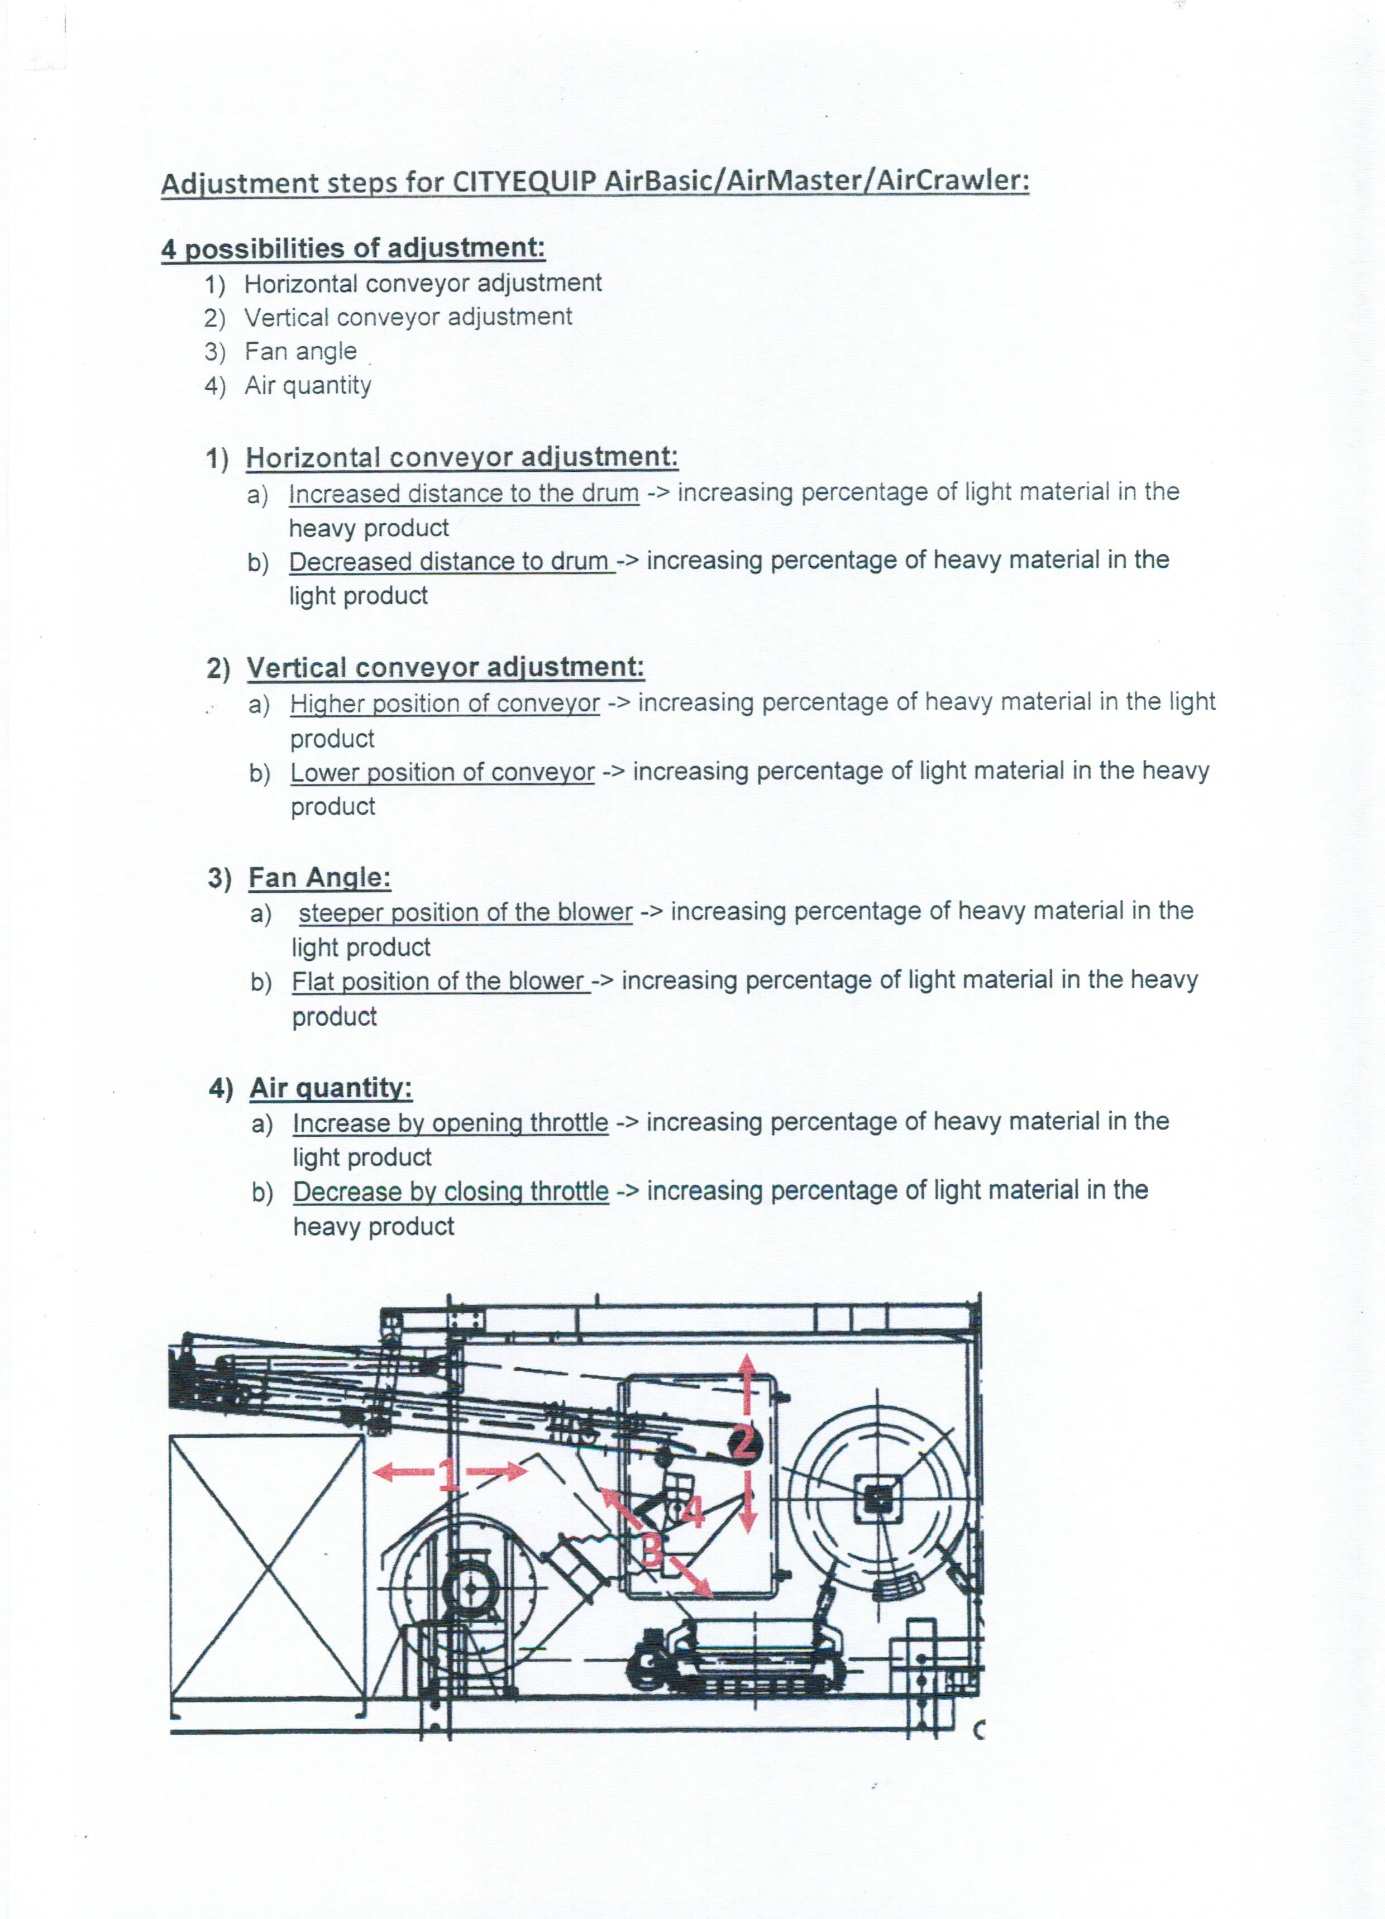 Adjustment steps for CITYEQUIP AirBasic/AirMaster/AirCrawler:
4 possibilities of adjustment:
1) Horizontal conveyor adjustment
2) Vertical conveyor adjustment
3) Fan angle
4) Air quantity
1) Horizontal conveyor adjustment:
a) Increased distance to the drum -> increasing percentage of light material in the
heavy product
b) Decreased distance to drum -> increasing percentage of heavy material in the
light product
2) Vertical conveyor adjustment:
a) Higher position of conveyor -> increasing percentage of heavy material in the light
product
b) Lower position of conveyor -> increasing percentage of light material in the heavy
product
3) Fan Angle:
a) steeper position of the blower -> increasing percentage of heavy material in the
light product
b) Flat position of the blower -> increasing percentage of light material in the heavy
product
4) Air quantity:
a) Increase by opening throttle -> increasing percentage of heavy material in the
light product
b) Decrease by closing throttle -> increasing percentage of light material in the
heavy product
2
1
4
3